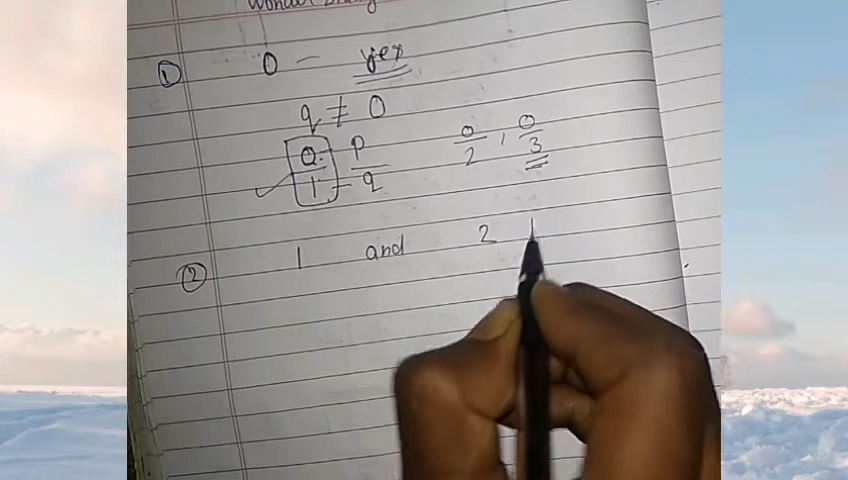 ① 0 — yes
q ≠ 0
0/1 p/q 0/2 , 0/3
② 1 and 2